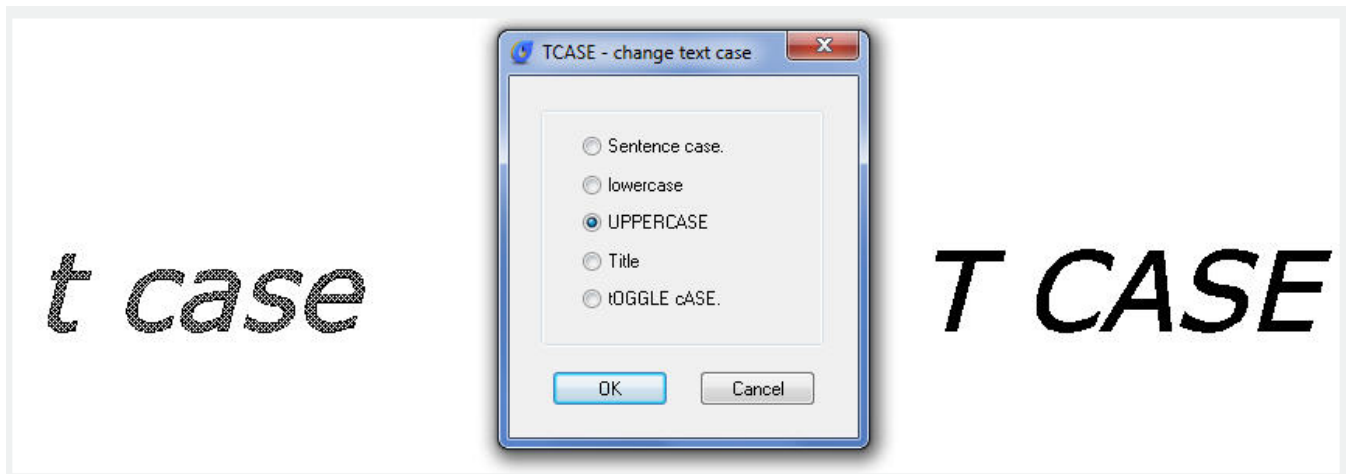 TCASE - change text case
Sentence case.
lowercase
UPPERCASE
Title
tOGGLE cASE.
OK Cancel
t case
T CASE